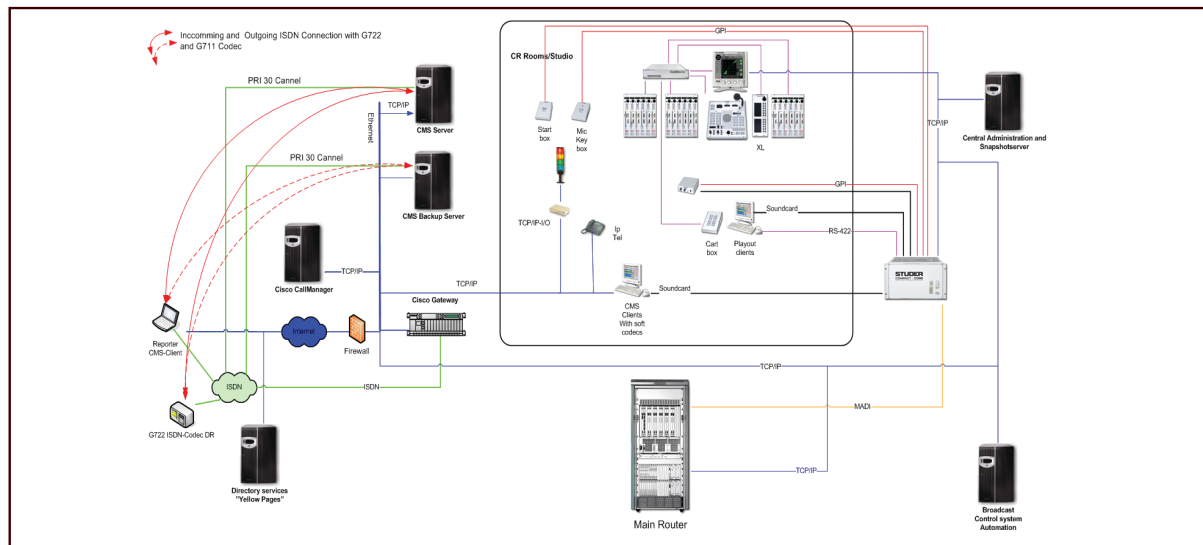 Inccomming and Outgoing ISDN Connection with G722
and G711 Codec
PRI 30 Cannel
TCP/IP
CMS Server
Ethernet
PRI 30 Channel
CMS Backup Server
Cisco CallManager
TCP/IP
TCP/IP
Cisco Gateway
Reporter
CMS-Client
Internet
Firewall
ISDN
ISDN
G722 ISDN-Codec DR
Directory services
"Yellow Pages"
CR Rooms/Studio
GPI
Start
box
Mic
Key
box
XL
TCP/IP-I/O
Ip
Tel
GPI
Soundcard
Cart
box
Playout
clients
RS-422
CMS
Clients
With soft
codecs
Soundcard
STUDER
COMPACT CORE
TCP/IP
Central Administration and
Snapshotserver
TCP/IP
MADI
TCP/IP
Main Router
Broadcast
Control system
Automation